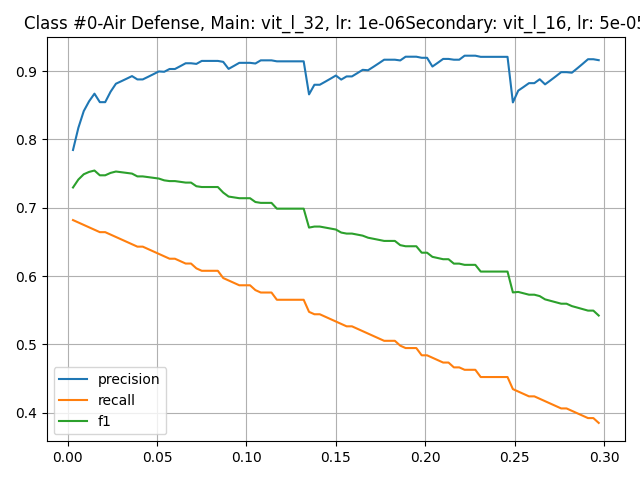 Class #0-Air Defense, Main: vit_l_32, lr: 1e-06Secondary: vit_l_16, lr: 5e-05
0.9
0.8
0.7
0.6
0.5
0.4
precision
recall
f1
0.00 0.05 0.10 0.15 0.20 0.25 0.30